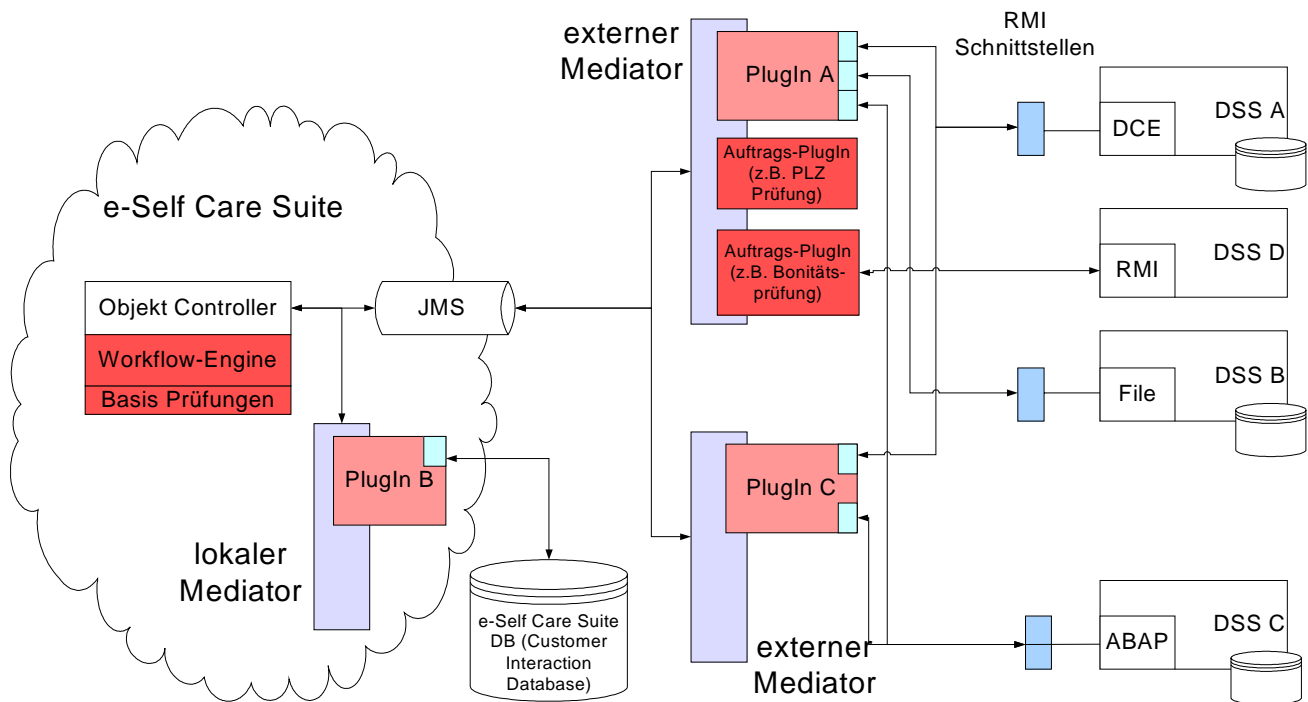 externer
Mediator
RMI
Schnittstellen
PlugIn A
DSS A
DCE
Auftrags-PlugIn
(z.B. PLZ
Prüfung)
e-Self Care Suite
Auftrags-PlugIn
(z.B. Bonitäts-
prüfung)
DSS D
RMI
Objekt Controller
JMS
Workflow-Engine
Basis Prüfungen
DSS B
File
PlugIn B
PlugIn C
lokaler
Mediator
e-Self Care Suite
DB (Customer
Interaction
Database)
externer
Mediator
DSS C
ABAP